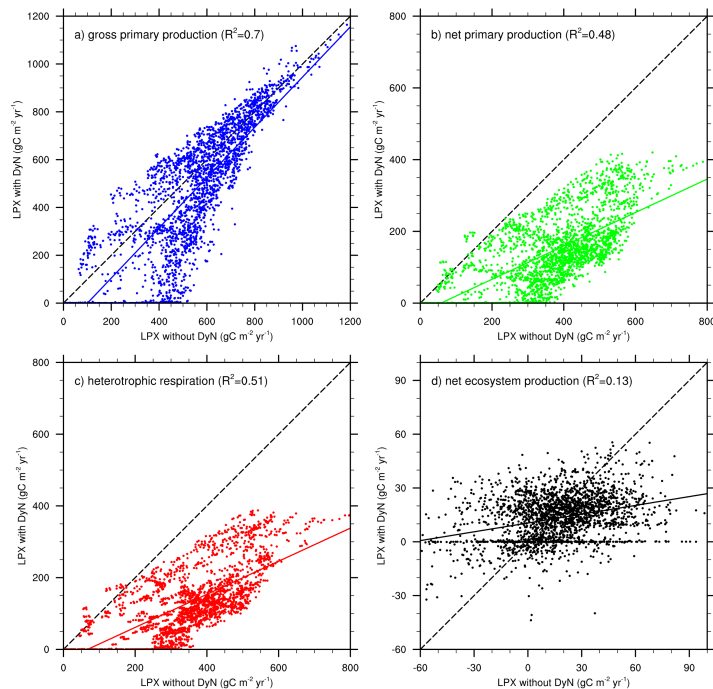 a) gross primary production (R²=0.7)
1200
1000
800
600
400
200
0
0 200 400 600 800 1000 1200
LPX with DyN (gC m⁻² yr⁻¹)
LPX without DyN (gC m⁻² yr⁻¹)
b) net primary production (R²=0.48)
800
600
400
200
0
0 200 400 600 800
LPX with DyN (gC m⁻² yr⁻¹)
LPX without DyN (gC m⁻² yr⁻¹)
c) heterotrophic respiration (R²=0.51)
800
600
400
200
0
0 200 400 600 800
LPX with DyN (gC m⁻² yr⁻¹)
LPX without DyN (gC m⁻² yr⁻¹)
d) net ecosystem production (R²=0.13)
90
60
30
0
-30
-60
-60 -30 0 30 60 90
LPX with DyN (gC m⁻² yr⁻¹)
LPX without DyN (gC m⁻² yr⁻¹)